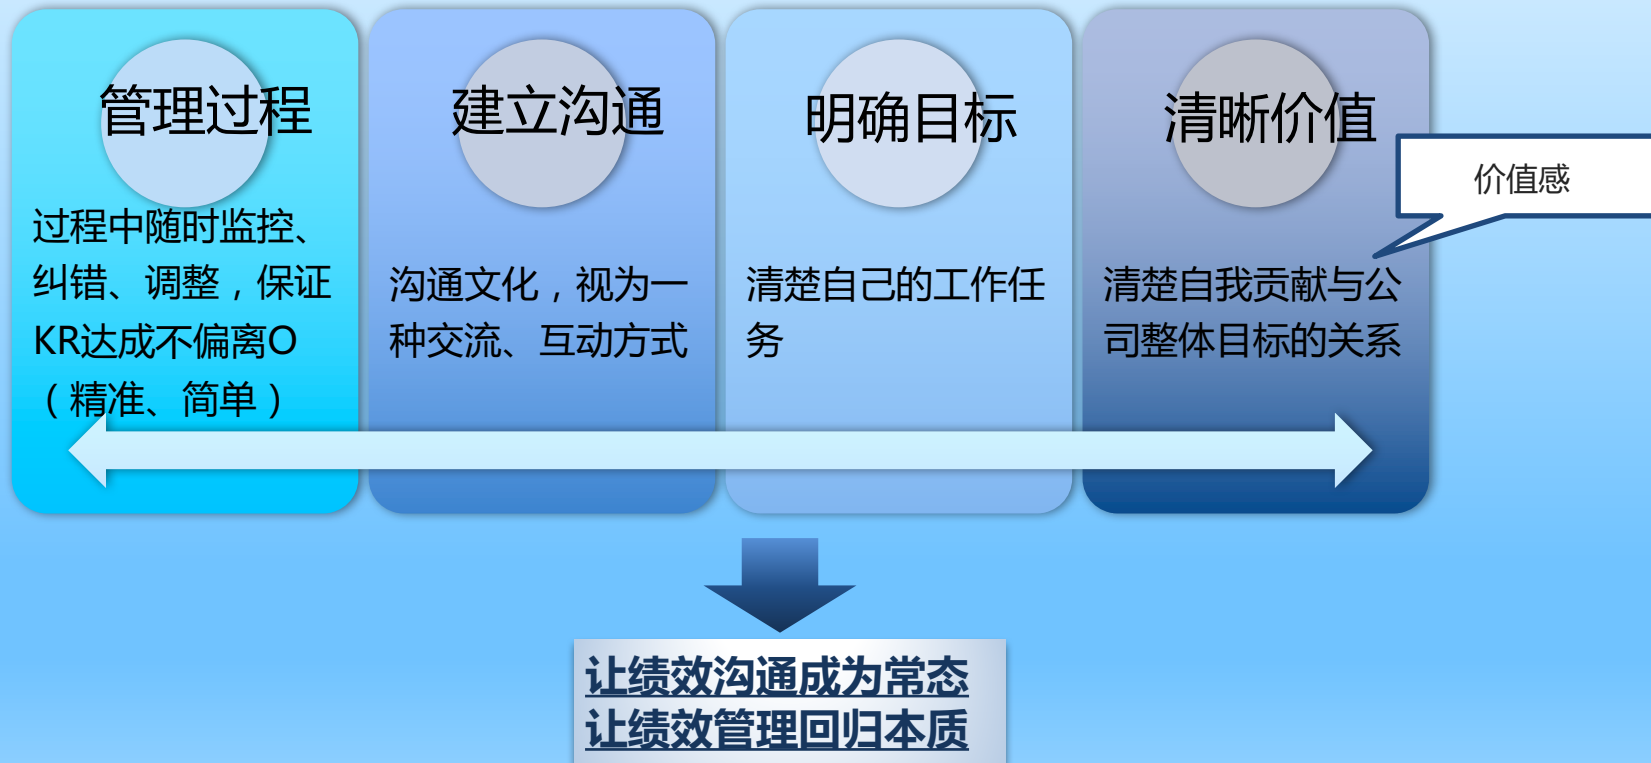 管理过程
过程中随时监控、
纠错、调整，保证
KR达成不偏离O
（精准、简单）
建立沟通
沟通文化，视为一
种交流、互动方式
明确目标
清楚自己的工作任
务
清晰价值
清楚自我贡献与公
司整体目标的关系
价值感
让绩效沟通成为常态
让绩效管理回归本质